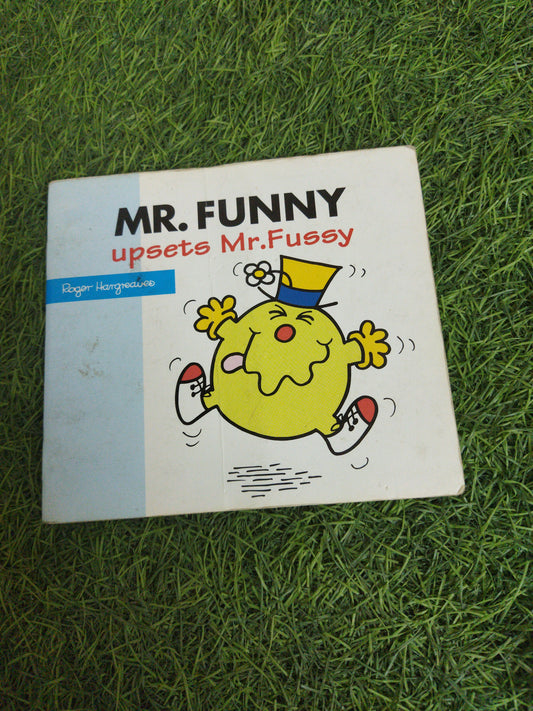 MR. FUNNY
upsets Mr.Fussy
Roger Hargreaves